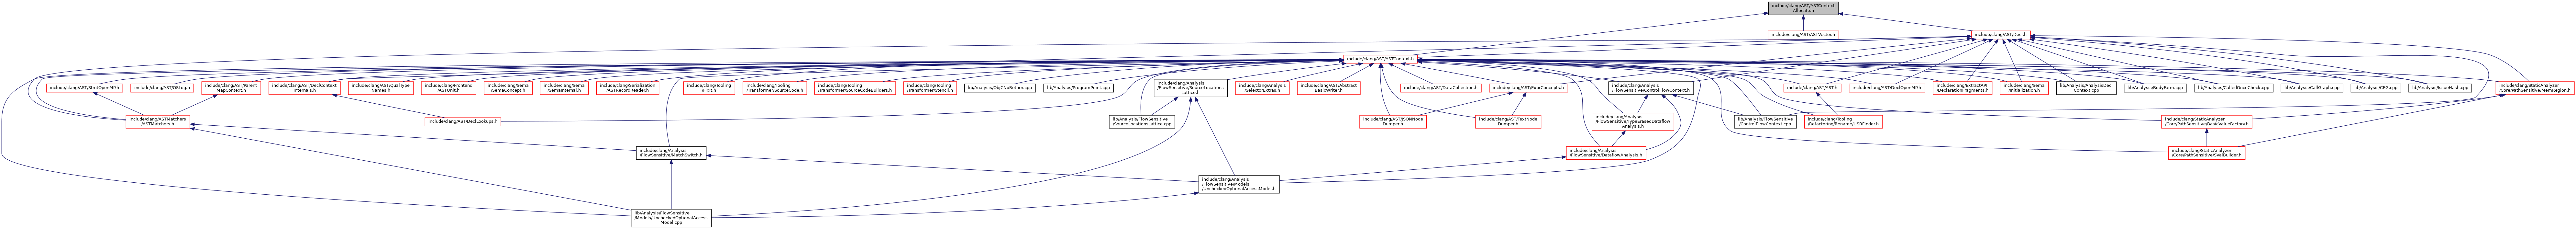 include/clang/AST/ASTContext
Allocate.h
include/clang/AST/ASTVector.h
include/clang/AST/Decl.h
include/clang/AST/ASTContext.h
include/clang/AST/StmtOpenMP.h
include/clang/AST/OSLog.h
include/clang/AST/Parent
MapContext.h
include/clang/AST/DeclContext
Internals.h
include/clang/AST/QualType
Names.h
include/clang/Frontend
/ASTUnit.h
include/clang/Sema
/SemaConcept.h
include/clang/Sema
/SemaInternal.h
include/clang/Serialization
/ASTRecordReader.h
include/clang/Tooling
/FixIt.h
include/clang/Tooling
/Transformer/SourceCode.h
include/clang/Tooling
/Transformer/SourceCodeBuilders.h
include/clang/Tooling
/Transformer/Stencil.h
lib/Analysis/ObjCNoReturn.cpp
lib/Analysis/ProgramPoint.cpp
include/clang/Analysis
/FlowSensitive/SourceLocations
Lattice.h
include/clang/Analysis
/SelectorExtras.h
include/clang/AST/ABstract
BasicWriter.h
include/clang/AST/DataCollection.h
include/clang/AST/ExprConcepts.h
include/clang/Analysis
/FlowSensitive/ControlFlowContext.h
include/clang/AST/AST.h
include/clang/AST/DeclOpenMP.h
include/clang/ExtractAPI
/DeclarationFragments.h
include/clang/Sema
/Initialization.h
lib/Analysis/AnalysisDecl
Context.cpp
lib/Analysis/BodyFarm.cpp
lib/Analysis/CalledOnceCheck.cpp
lib/Analysis/CallGraph.cpp
lib/Analysis/CFG.cpp
lib/Analysis/IssueHash.cpp
include/clang/StaticAnalyzer
/Core/PathSensitive/MemRegion.h
include/clang/ASTMatchers
/ASTMatchers.h
include/clang/AST/DeclLookups.h
lib/Analysis/FlowSensitive
/SourceLocationsLattice.cpp
include/clang/AST/JSONNode
Dumper.h
include/clang/AST/TextNode
Dumper.h
include/clang/Analysis
/FlowSensitive/TypeErasedDataflow
Analysis.h
lib/Analysis/FlowSensitive
/ControlFlowContext.cpp
include/clang/Tooling
/Refactoring/Rename/USRFinder.h
include/clang/StaticAnalyzer
/Core/PathSensitive/BasicValueFactory.h
include/clang/Analysis
/FlowSensitive/MatchSwitch.h
include/clang/Analysis
/FlowSensitive/DataflowAnalysis.h
include/clang/StaticAnalyzer
/Core/PathSensitive/SValBuilder.h
include/clang/Analysis
/FlowSensitive/Models
/UncheckedOptionalAccessModel.h
lib/Analysis/FlowSensitive
/Models/UncheckedOptionalAccess
Model.cpp